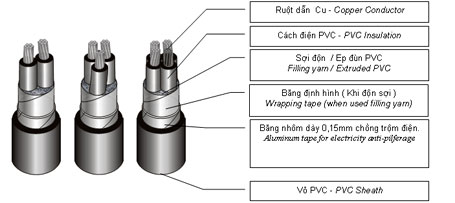 Ruột dẫn Cu - Copper Conductor
Cách điện PVC - PVC Insulation
Sợi độn / Ep đùn PVC
Filling yarn / Extruded PVC
Băng định hình ( Khi độn sợi )
Wrapping tape (when used filling yarn)
Băng nhôm dày 0,15mm chống trộm điện.
Aluminum tape for electricity anti-pilferage
Vỏ PVC - PVC Sheath